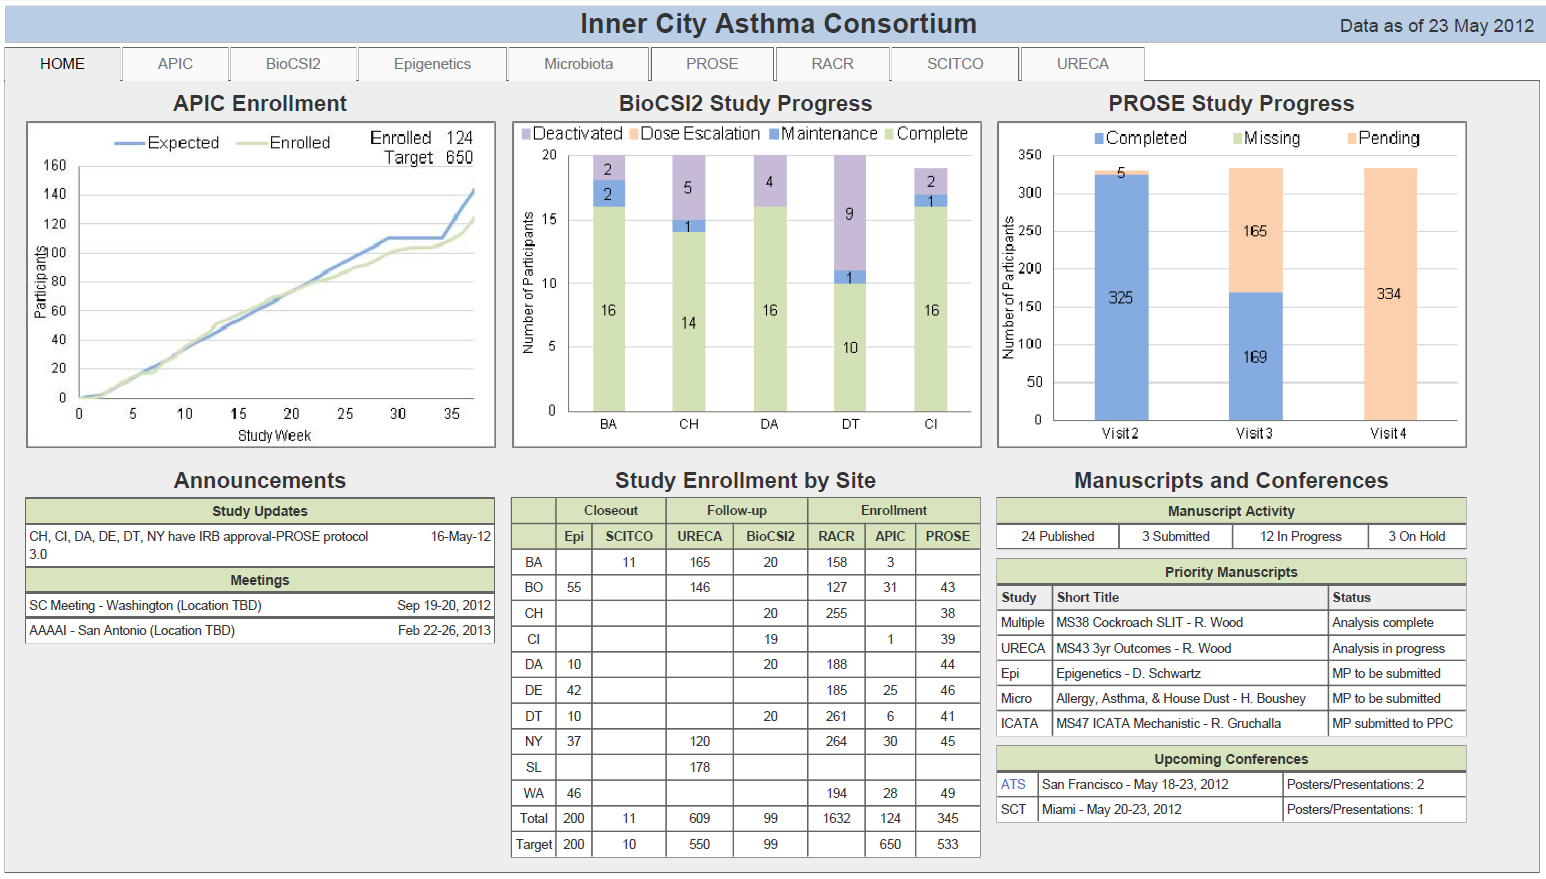 Inner City Asthma Consortium
Data as of 23 May 2012
HOME APIC BioCSI2 Epigenetics Microbiota PROSE RACR SCITCO URECA
APIC Enrollment
Expected Enrolled
Enrolled 124
Target 650
160
140
120
100
80
60
40
20
0
Participants
0 5 10 15 20 25 30 35
Study Week
BioCSI2 Study Progress
Deactivated Dose Escalation Maintenance Complete
20
15
10
5
0
Number of Participants
2 5 4 9 2
2 1 1 1
16 14 16 10 16
BA CH DA DT CI
PROSE Study Progress
Completed Missing Pending
350
300
250
200
150
100
50
0
Number of Participants
5 165 334
325 169
Visit 2 Visit 3 Visit 4
Announcements
Study Updates
CH, CI, DA, DE, DT, NY have IRB approval-PROSE protocol 16-May-12
3.0
Meetings
SC Meeting - Washington (Location TBD) Sep 19-20, 2012
AAAAI - San Antonio (Location TBD) Feb 22-26, 2013
Study Enrollment by Site
Closeout Follow-up Enrollment
Epi SCITCO URECA BioCSI2 RACR APIC PROSE
BA 11 165 20 158 3
BO 55 146 127 31 43
CH 20 255 38
CI 19 1 39
DA 10 20 188 44
DE 42 185 25 46
DT 10 20 261 6 41
NY 37 120 264 30 45
SL 178
WA 46 194 28 49
Total 200 11 609 99 1632 124 345
Target 200 10 550 99 650 533
Manuscripts and Conferences
Manuscript Activity
24 Published 3 Submitted 12 In Progress 3 On Hold
Priority Manuscripts
Study Short Title Status
Multiple MS38 Cockroach SLIT - R. Wood Analysis complete
URECA MS43 3yr Outcomes - R. Wood Analysis in progress
Epi Epigenetics - D. Schwartz MP to be submitted
Micro Allergy, Asthma, & House Dust - H. Boushey MP to be submitted
ICATA MS47 ICATA Mechanistic - R. Gruchalla MP submitted to PPC
Upcoming Conferences
ATS San Francisco - May 18-23, 2012 Posters/Presentations: 2
SCT Miami - May 20-23, 2012 Posters/Presentations: 1